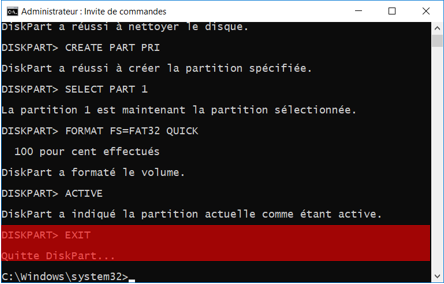 Administrateur : Invite de commandes
DiskPart a réussi à nettoyer le disque.
DISKPART> CREATE PART PRI
DiskPart a réussi à créer la partition spécifiée.
DISKPART> SELECT PART 1
La partition 1 est maintenant la partition sélectionnée.
DISKPART> FORMAT FS=FAT32 QUICK
100 pour cent effectués
DiskPart a formaté le volume.
DISKPART> ACTIVE
DiskPart a indiqué la partition actuelle comme étant active.
DISKPART> EXIT
Quitte DiskPart...
C:\Windows\system32>